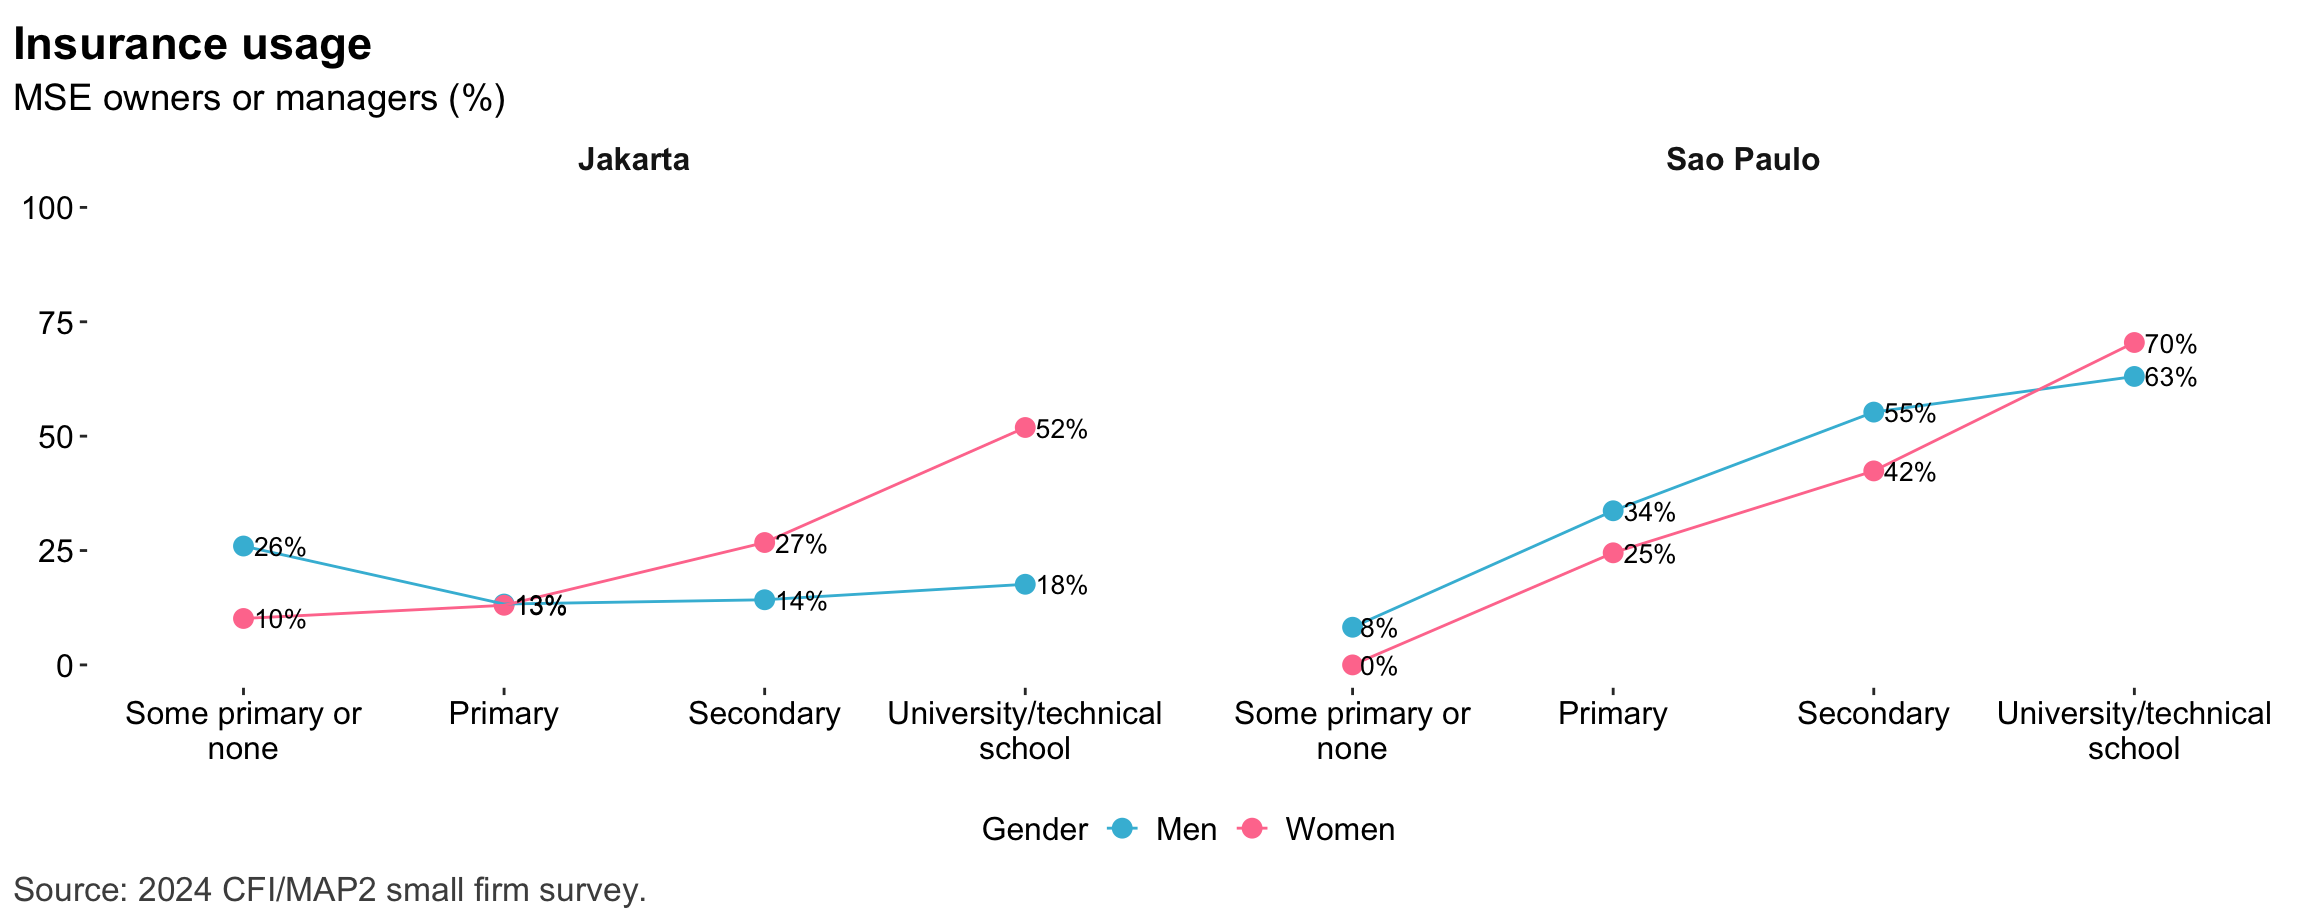 Insurance usage
MSE owners or managers (%)
Jakarta
Sao Paulo
100
75
50
25
0
26%
10%
13%
13%
27%
14%
52%
18%
8%
0%
34%
25%
55%
42%
70%
63%
Some primary or
none
Primary
Secondary
University/technical
school
Some primary or
none
Primary
Secondary
University/technical
school
Gender Men Women
Source: 2024 CFI/MAP2 small firm survey.